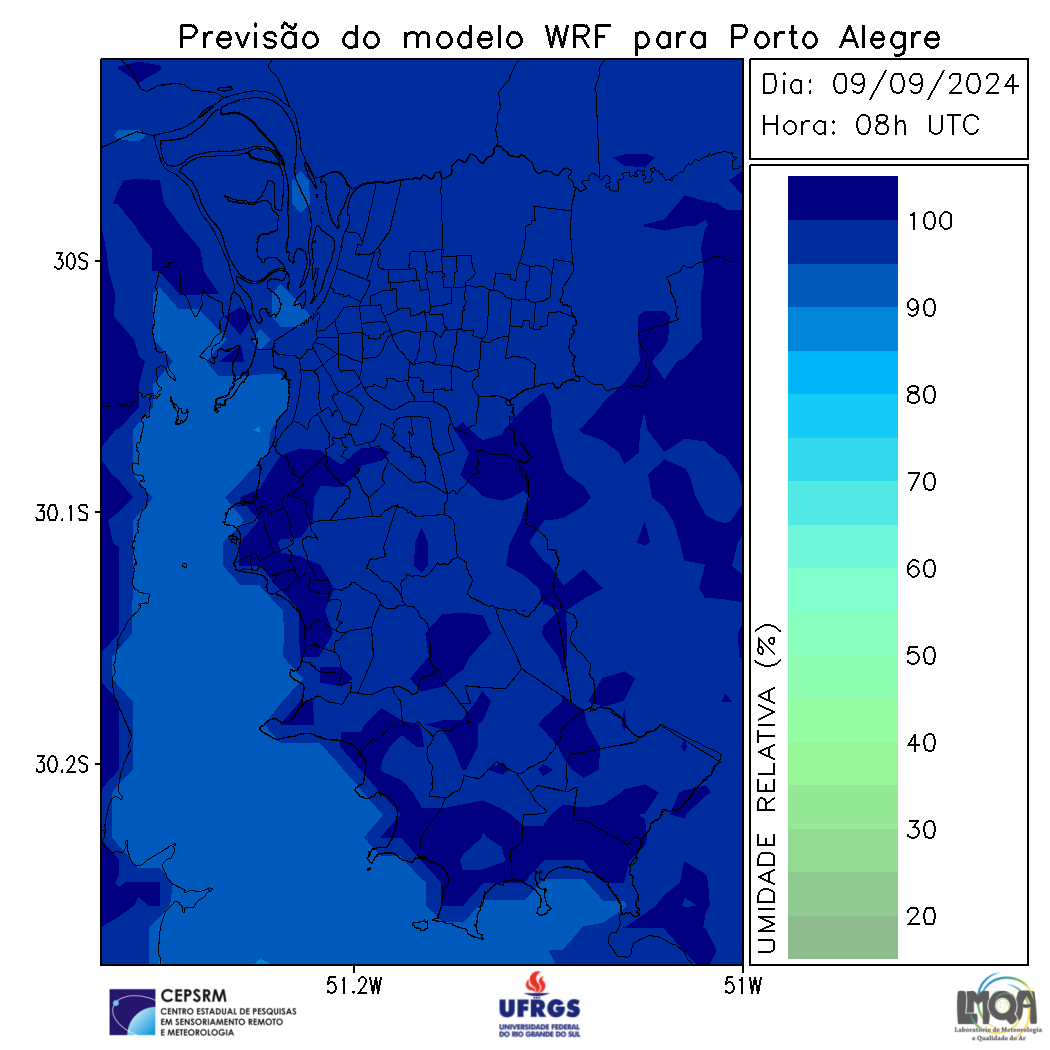 Previsão do modelo WRF para Porto Alegre
Dia: 09/09/2024
Hora: 08h UTC
30S
30.1S
30.2S
51.2W
51W
100
90
80
70
60
50
40
30
20
UMIDADE RELATIVA (%)
CEPSRM
CENTRO ESTADUAL DE PESQUISAS
EM SENSORIAMENTO REMOTO
E METEOROLOGIA
UFRGS
UNIVERSIDADE FEDERAL
DO RIO GRANDE DO SUL
LMQA
Laboratório de Meteorologia
e Qualidade do Ar